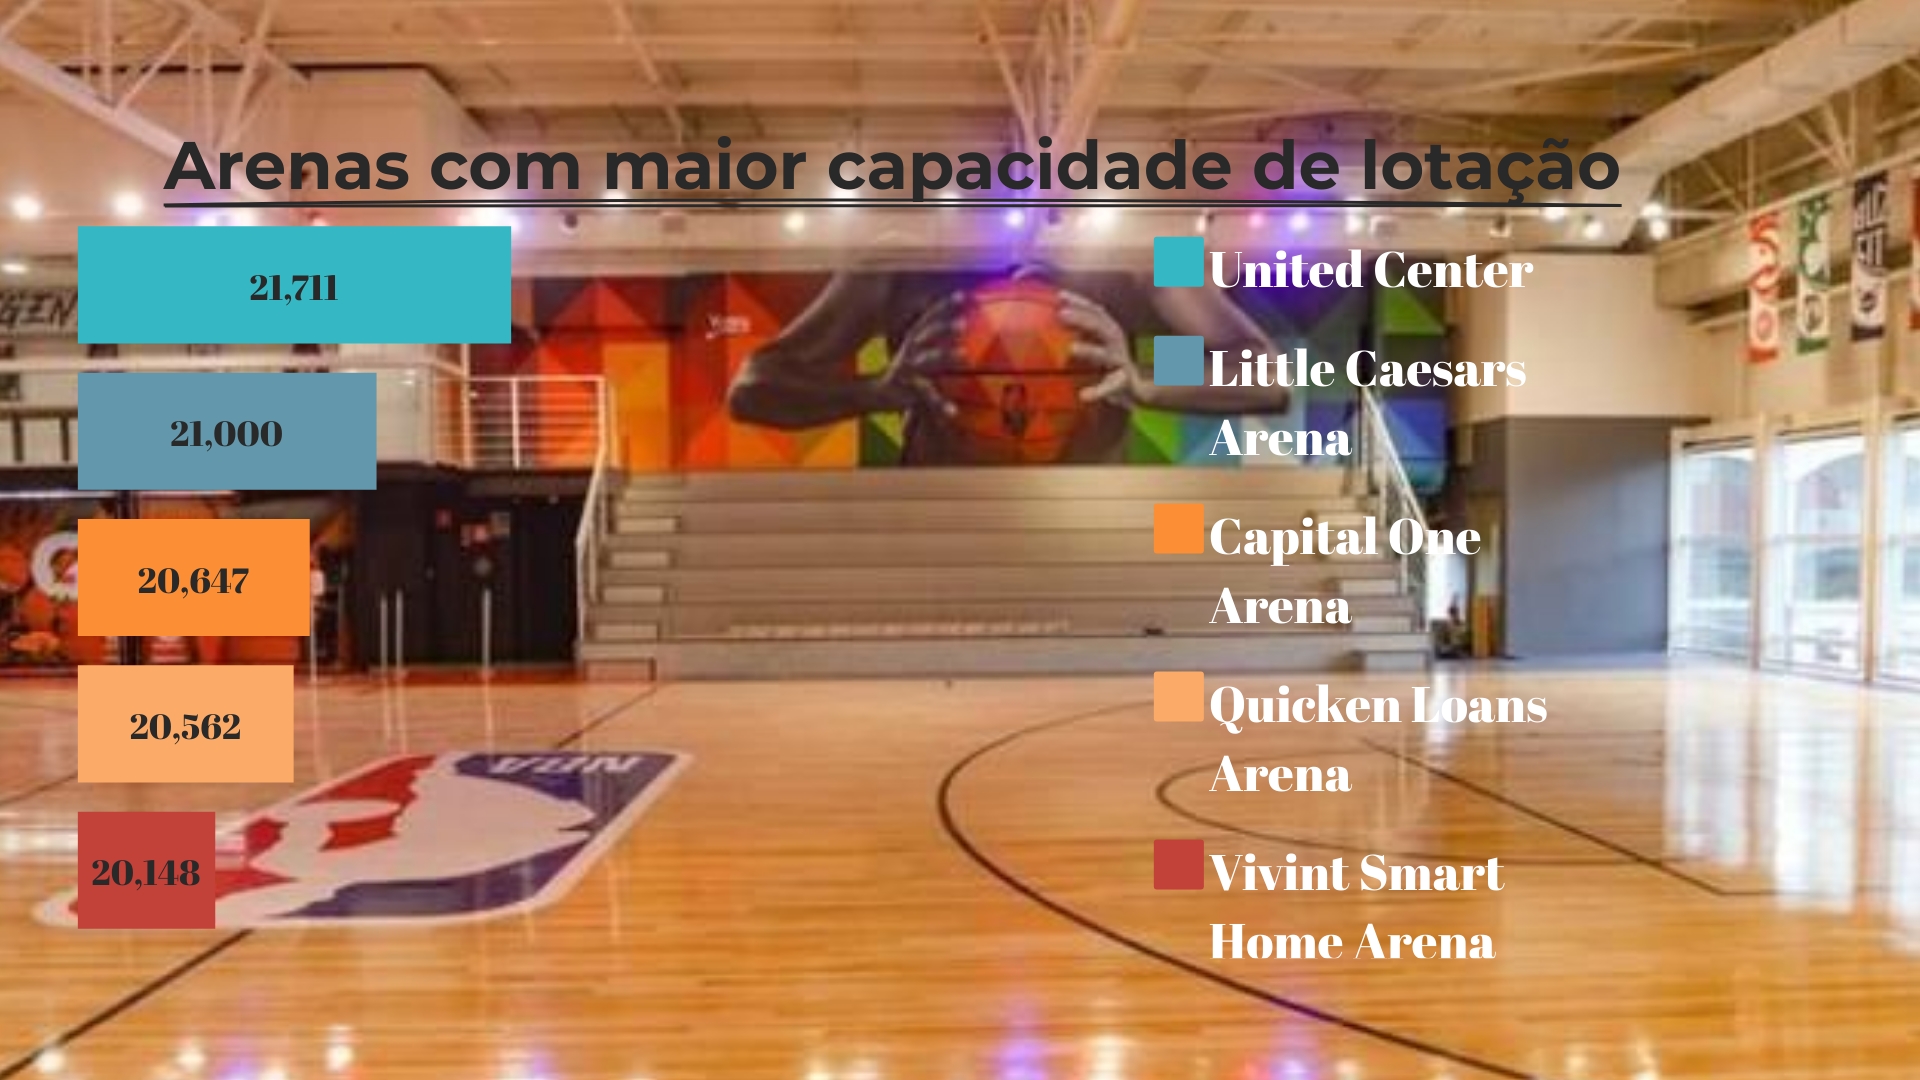 Arenas com maior capacidade de lotação
21,711
21,000
20,647
20,562
20,148
United Center
Little Caesars
Arena
Capital One
Arena
Quicken Loans
Arena
Vivint Smart
Home Arena
NBA